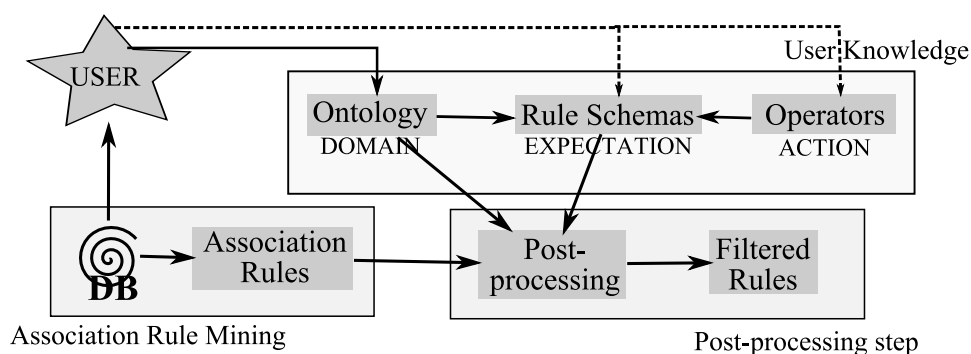 USER
User Knowledge
Ontology
DOMAIN
Rule Schemas
EXPECTATION
Operators
ACTION
DB
Association
Rules
Post-
processing
Filtered
Rules
Association Rule Mining
Post-processing step